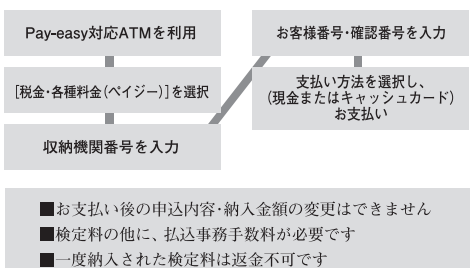 Pay-easy対応ATMを利用
[税金・各種料金(ペイジー)]を選択
収納機関番号を入力
お客様番号・確認番号を入力
支払い方法を選択し、
(現金またはキャッシュカード)
お支払い
■お支払い後の申込内容・納入金額の変更はできません
■検定料の他に、払込事務手数料が必要です
■一度納入された検定料は返金不可です